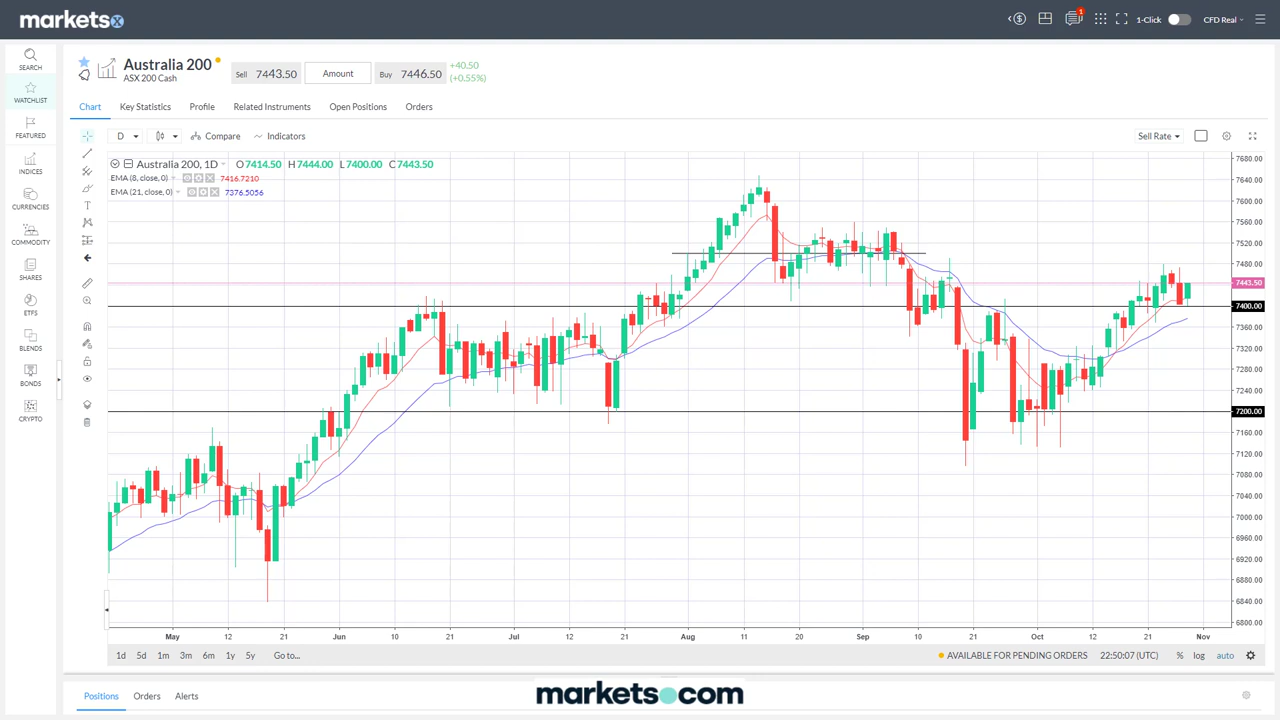 marketsx
1
1-Click
CFD Real
SEARCH
WATCHLIST
FEATURED
INDICES
CURRENCIES
COMMODITY
SHARES
ETFS
BLENDS
BONDS
CRYPTO
Australia 200
ASX 200 Cash
Sell 7443.50
Amount
Buy 7446.50
+40.50
(+0.55%)
Chart
Key Statistics
Profile
Related Instruments
Open Positions
Orders
D
Compare
Indicators
Sell Rate
Australia 200, 1D O7414.50 H7444.00 L7400.00 C7443.50
EMA (8, close, 0) 7416.7210
EMA (21, close, 0) 7376.5056
7680.00
7640.00
7600.00
7560.00
7520.00
7480.00
7443.50
7400.00
7360.00
7320.00
7280.00
7240.00
7200.00
7160.00
7120.00
7080.00
7040.00
7000.00
6960.00
6920.00
6880.00
6840.00
6800.00
May 12 21 Jun 10 21 Jul 12 21 Aug 11 20 Sep 10 21 Oct 12 21 Nov
1d 5d 1m 3m 6m 1y 5y Go to...
AVAILABLE FOR PENDING ORDERS 22:50:07 (UTC) % log auto
Positions
Orders
Alerts
markets.com